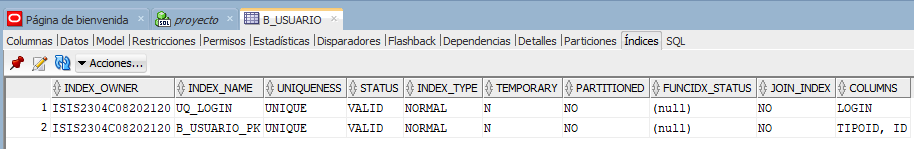 Página de bienvenida proyecto B_USUARIO
Columnas Datos Model Restricciones Permisos Estadísticas Disparadores Flashback Dependencias Detalles Particiones Índices SQL
Acciones...
INDEX_OWNER INDEX_NAME UNIQUENESS STATUS INDEX_TYPE TEMPORARY PARTITIONED FUNCIDX_STATUS JOIN_INDEX COLUMNS
1 ISIS2304C08202120 UQ_LOGIN UNIQUE VALID NORMAL N NO (null) NO LOGIN
2 ISIS2304C08202120 B_USUARIO_PK UNIQUE VALID NORMAL N NO (null) NO TIPOID, ID